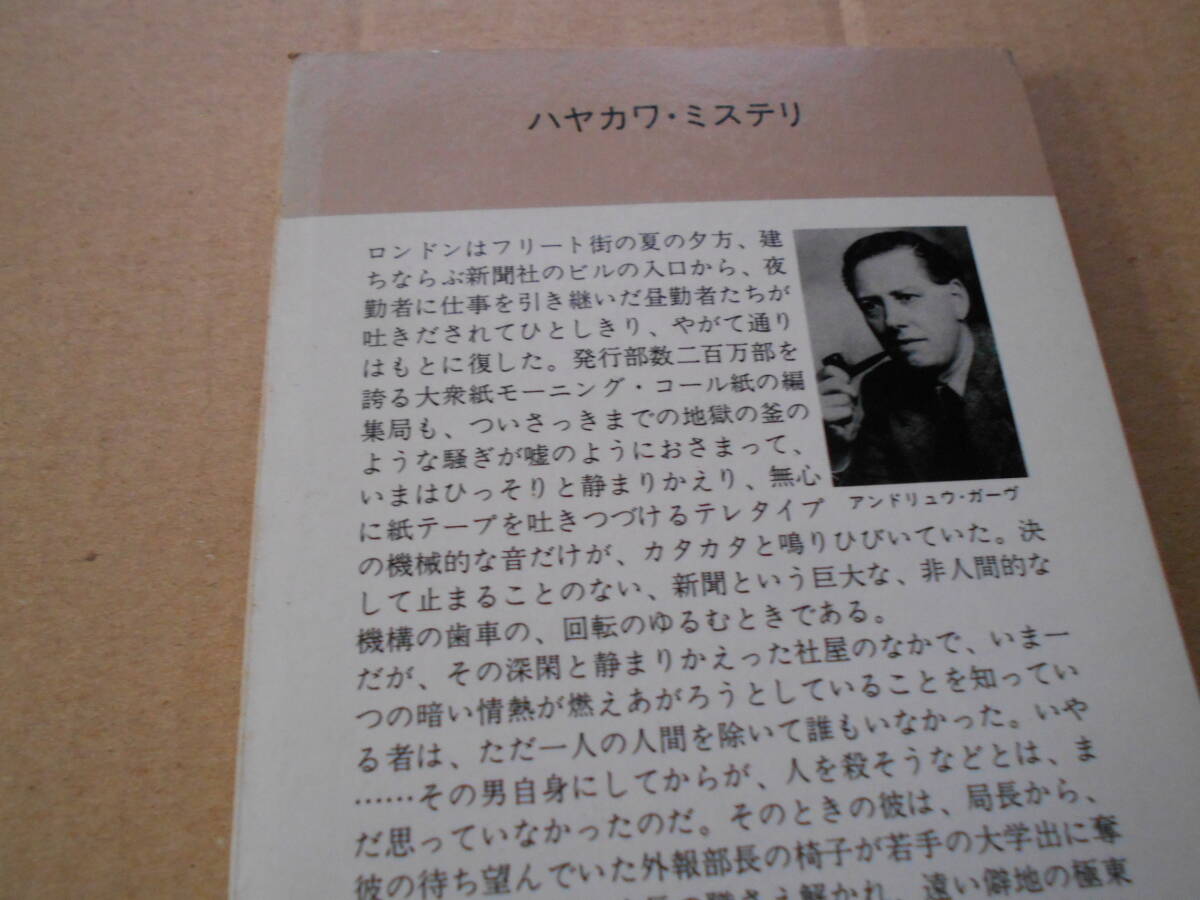 ハヤカワ・ミステリ
ロンドンはフリート街の夏の夕方、建
ちならぶ新聞社のビルの入口から、夜
勤者に仕事を引き継いだ昼勤者たちが
吐きだされてひとしきり、やがて通り
はもとに復した。発行部数二百万部を
誇る大衆紙モーニング・コール紙の編
集局も、ついさっきまでの地獄の釜の
ような騒ぎが嘘のようにおさまって、
いまはひっそりと静まりかえり、無心
に紙テープを吐きつづけるテレタイプ
アンドリュウ・ガーヴ
の機械的な音だけが、カタカタと鳴りひびいていた。決
して止まることのない、新聞という巨大な、非人間的な
機構の歯車の、回転のゆるむときである。
だが、その深閑と静まりかえった社屋のなかで、いま一
つの暗い情熱が燃えあがろうとしていることを知ってい
る者は、ただ一人の人間を除いて誰もいなかった。いや
……その男自身にしてからが、人を殺そうなどとは、ま
だ思っていなかったのだ。そのときの彼は、局長から、
彼の待ち望んでいた外報部長の椅子が若手の大学出に奪
の職さえ解かれ、遠い僻地の極東